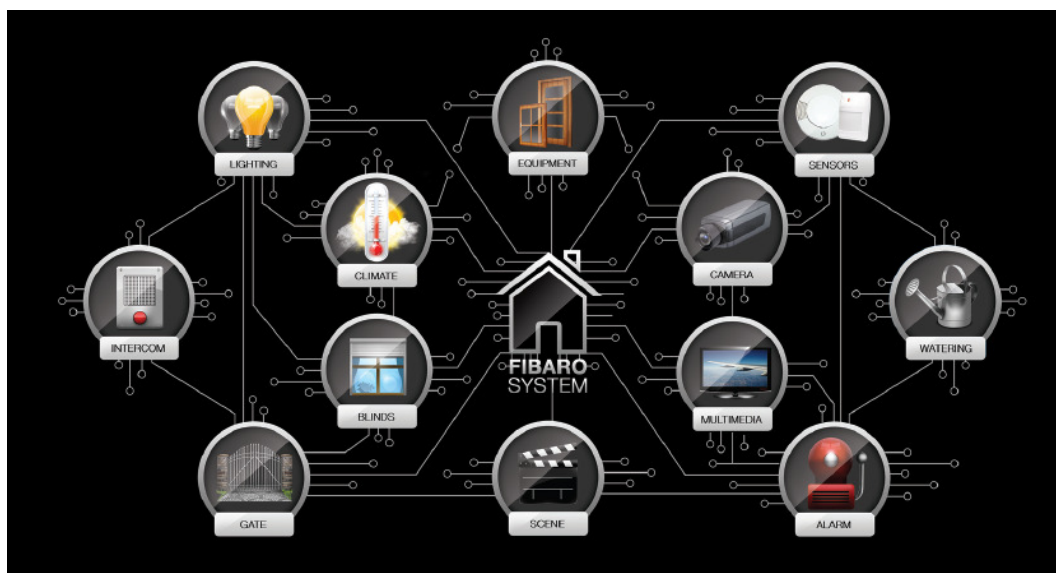 LIGHTING
EQUIPMENT
SENSORS
CLIMATE
CAMERA
INTERCOM
WATERING
FIBARO
SYSTEM
BLINDS
MULTIMEDIA
GATE
SCENE
ALARM